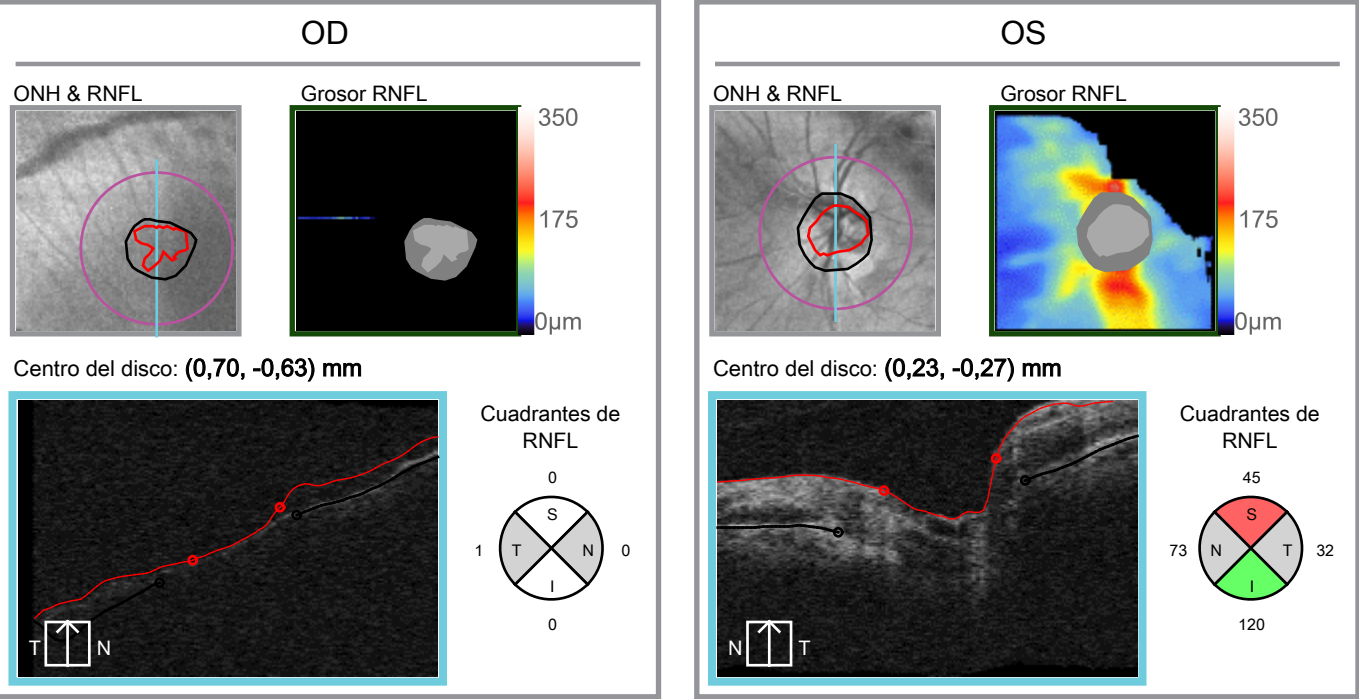 OD
ONH & RNFL
Grosor RNFL
350
175
0µm
Centro del disco: (0,70, -0,63) mm
Cuadrantes de
RNFL
0
S
1
T
N
0
I
0
T
N
OS
ONH & RNFL
Grosor RNFL
350
175
0µm
Centro del disco: (0,23, -0,27) mm
Cuadrantes de
RNFL
45
S
73
N
T
32
I
120
N
T